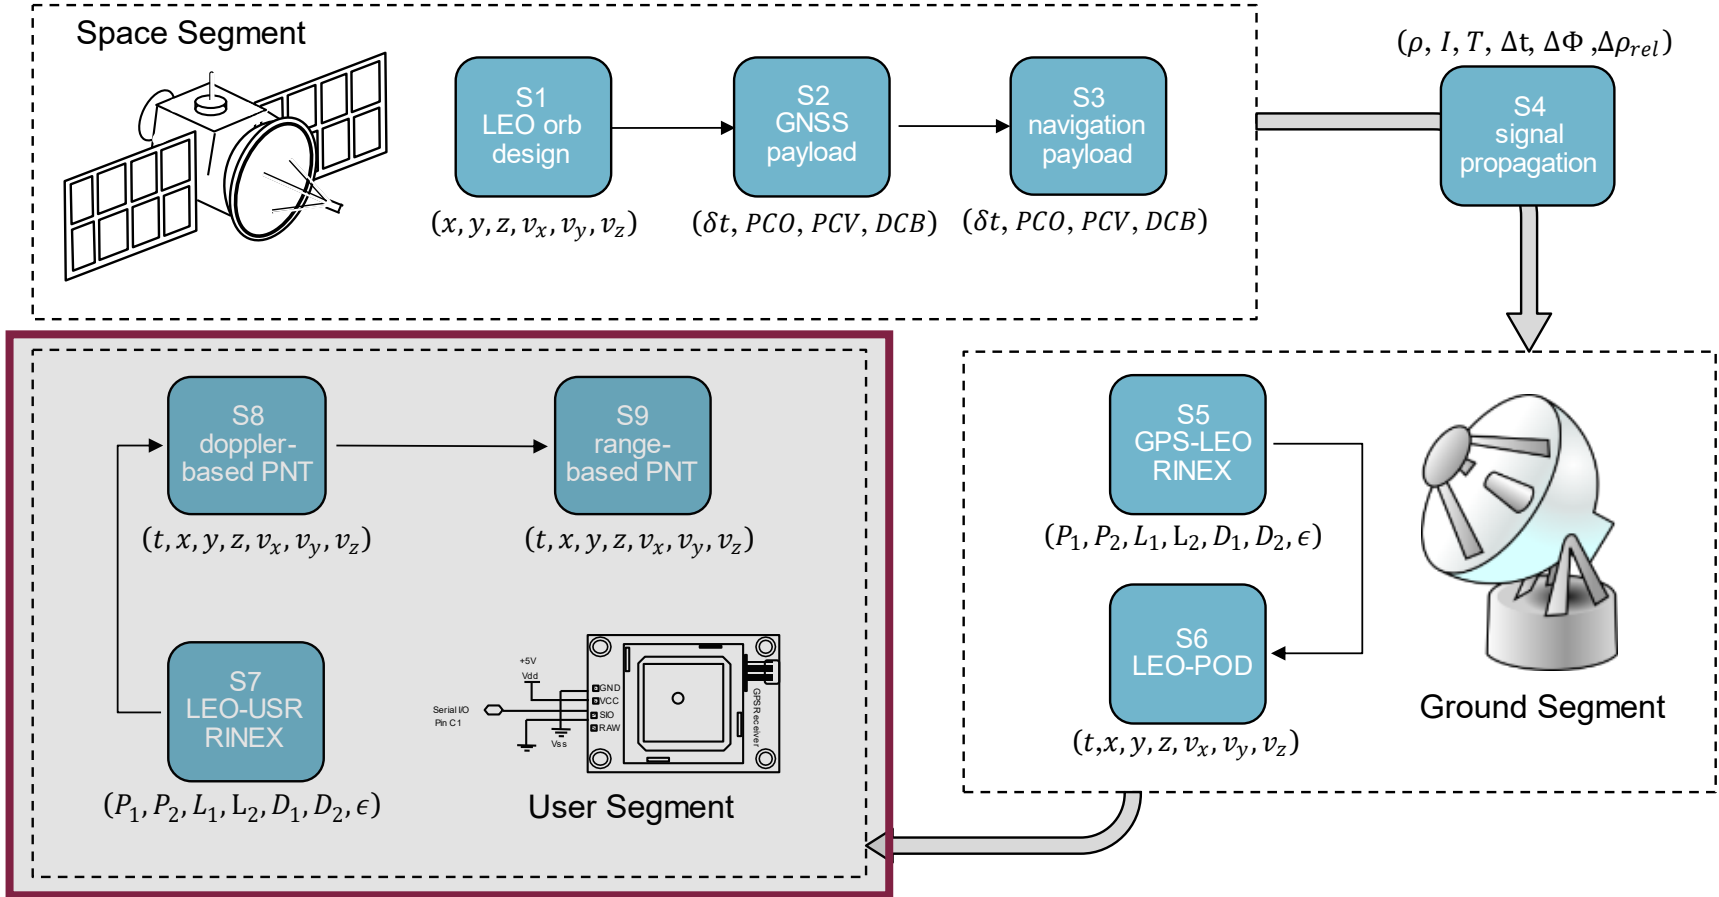 Space Segment
S1
LEO orb
design
(x, y, z, v_x, v_y, v_z)
S2
GNSS
payload
(δt, PCO, PCV, DCB)
S3
navigation
payload
(δt, PCO, PCV, DCB)
(ρ, I, T, Δt, ΔΦ ,Δρ_rel)
S4
signal
propagation
S5
GPS-LEO
RINEX
(P_1, P_2, L_1, L_2, D_1, D_2, ϵ)
S6
LEO-POD
(t,x, y, z, v_x, v_y, v_z)
Ground Segment
S7
LEO-USR
RINEX
(P_1, P_2, L_1, L_2, D_1, D_2, ϵ)
S8
doppler-
based PNT
(t, x, y, z, v_x, v_y, v_z)
S9
range-
based PNT
(t, x, y, z, v_x, v_y, v_z)
+5V
Vdd
Serial I/O
Pin C1
Vss
GND
VCC
SIO
RAW
GPS Receiver
User Segment